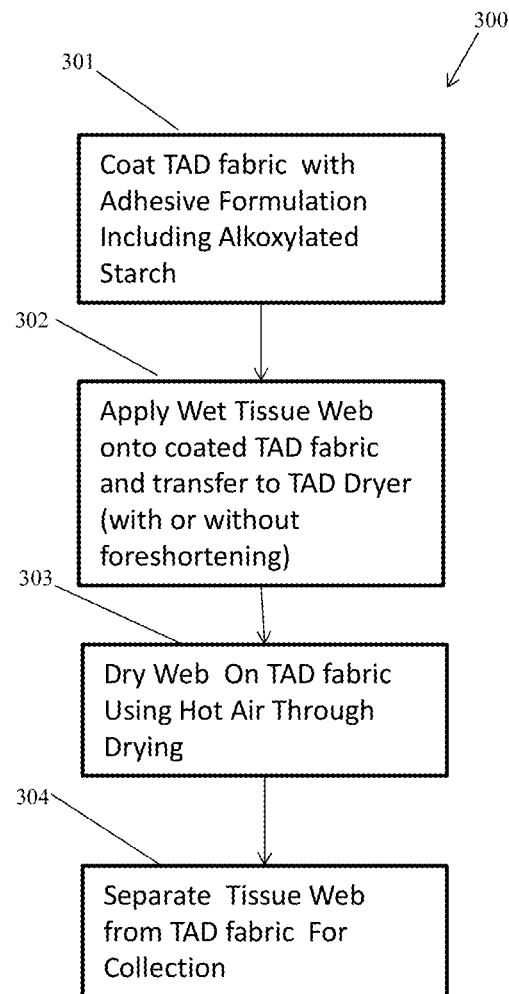 300
301
Coat TAD fabric with
Adhesive Formulation
Including Alkoxylated
Starch
302
Apply Wet Tissue Web
onto coated TAD fabric
and transfer to TAD Dryer
(with or without
foreshortening)
303
Dry Web On TAD fabric
Using Hot Air Through
Drying
304
Separate Tissue Web
from TAD fabric For
Collection